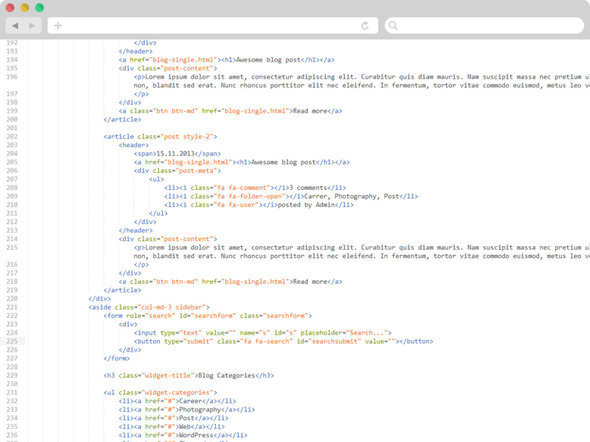 192 </div>
193 </header>
194 <a href="blog-single.html"><h1>Awesome blog post</h1></a>
195 <div class="post-content">
196 <p>Lorem ipsum dolor sit amet, consectetur adipiscing elit. Curabitur quis diam mauris. Nam suscipit massa nec pretium
non, blandit sed erat. Nunc rhoncus porttitor elit nec eleifend. In fermentum, tortor vitae commodo euismod, metus leo
197 </p>
198 </div>
199 <a class="btn btn-md" href="blog-single.html">Read more</a>
200 </article>
201
202 <article class="post style-2">
203 <header>
204 <span>15.11.2013</span>
205 <a href="blog-single.html"><h1>Awesome blog post</h1></a>
206 <div class="post-meta">
207 <ul>
208 <li><i class="fa fa-comment"></i>3 comments</li>
209 <li><i class="fa fa-folder-open"></i>Carrer, Photography, Post</li>
210 <li><i class="fa fa-user"></i>posted by Admin</li>
211 </ul>
212 </div>
213 </header>
214 <div class="post-content">
215 <p>Lorem ipsum dolor sit amet, consectetur adipiscing elit. Curabitur quis diam mauris. Nam suscipit massa nec pretium
non, blandit sed erat. Nunc rhoncus porttitor elit nec eleifend. In fermentum, tortor vitae commodo euismod, metus leo
216 </p>
217 </div>
218 <a class="btn btn-md" href="blog-single.html">Read more</a>
219 </article>
220 </div>
221 <aside class="col-md-3 sidebar">
222 <form role="search" id="searchform" class="searchform">
223 <div>
224 <input type="text" value="" name="s" id="s" placeholder="Search...">
225 <button type="submit" class="fa fa-search" id="searchsubmit" value=""></button>
226 </div>
227 </form>
228
229 <h3 class="widget-title">Blog Categories</h3>
230
231 <ul class="widget-categories">
232 <li><a href="#">Career</a></li>
233 <li><a href="#">Photography</a></li>
234 <li><a href="#">Post</a></li>
235 <li><a href="#">Web</a></li>
236 <li><a href="#">WordPress</a></li>